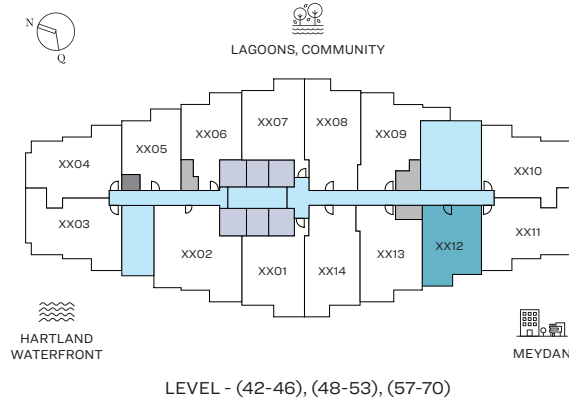 N
Q
LAGOONS, COMMUNITY
XX07
XX08
XX06
XX09
XX05
XX04
XX10
XX03
XX02
XX01
XX14
XX13
XX12
XX11
HARTLAND
WATERFRONT
MEYDAN
LEVEL - (42-46), (48-53), (57-70)